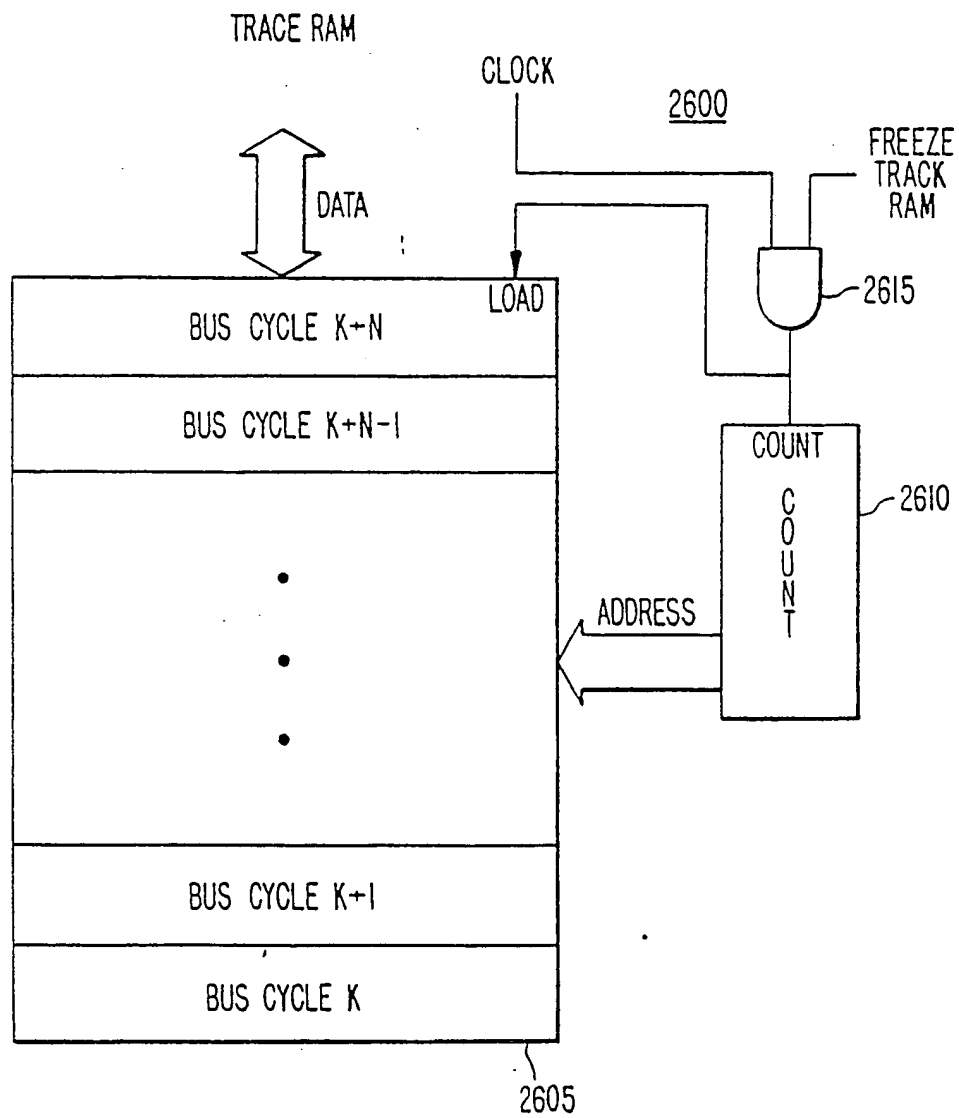 TRACE RAM
CLOCK
2600
FREEZE
TRACK
RAM
DATA
LOAD
2615
BUS CYCLE K+N
BUS CYCLE K+N-1
COUNT
COUNT
2610
ADDRESS
BUS CYCLE K+1
BUS CYCLE K
2605